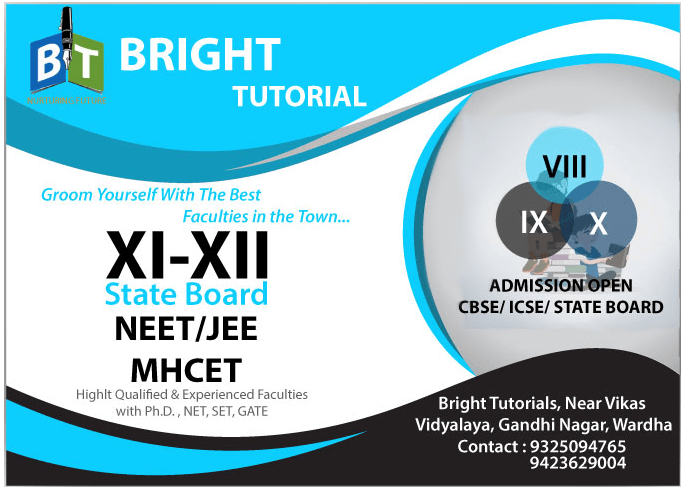 BT
BRIGHT
TUTORIAL
Groom Yourself With The Best
Faculties in the Town...
XI-XII
State Board
NEET/JEE
MHCET
Highlt Qualified & Experienced Faculties
with Ph.D. , NET, SET, GATE
VIII
IX X
ADMISSION OPEN
CBSE/ ICSE/ STATE BOARD
Bright Tutorials, Near Vikas
Vidyalaya, Gandhi Nagar, Wardha
Contact : 9325094765
9423629004